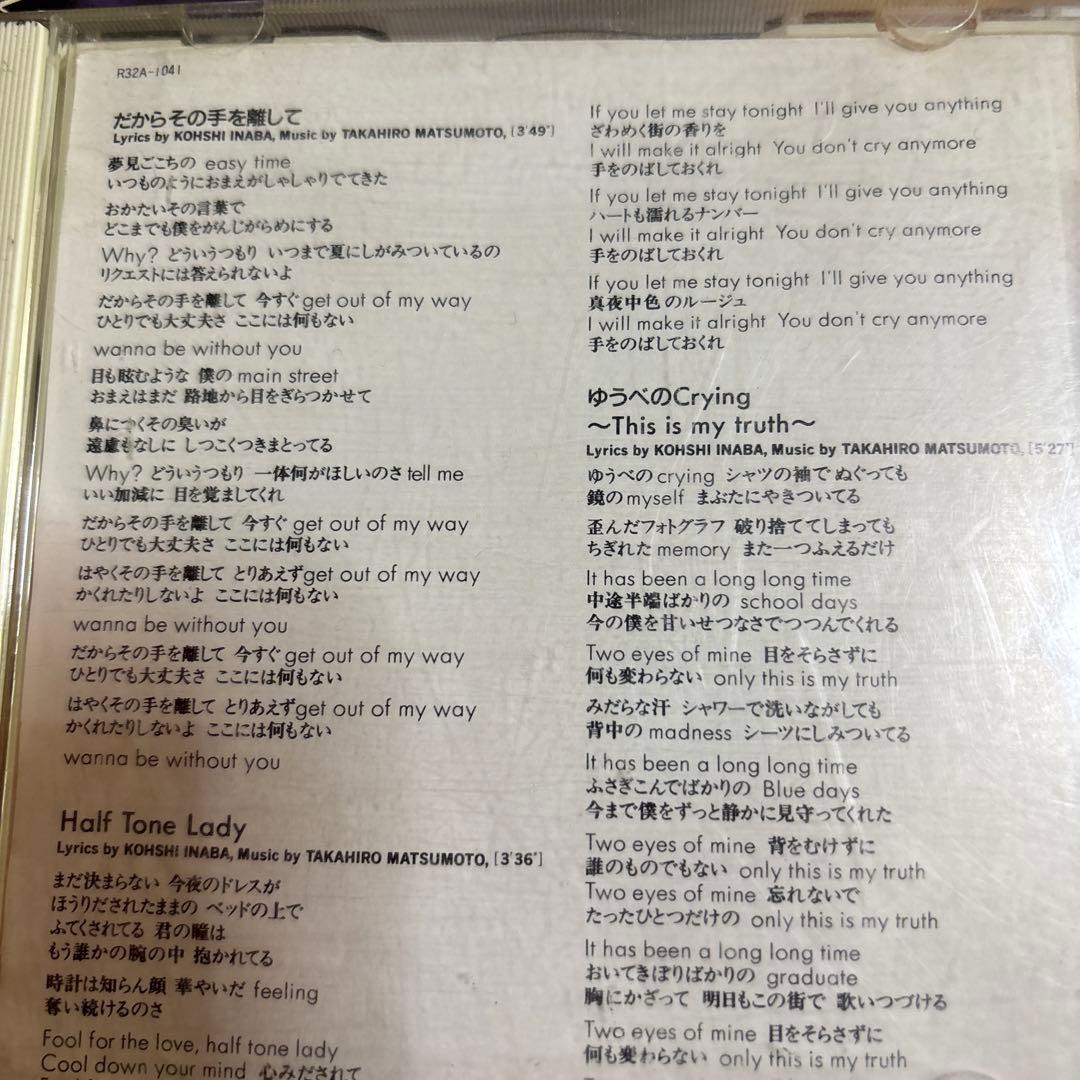 R32A-1041
だからその手を離して
Lyrics by KOHSHI INABA, Music by TAKAHIRO MATSUMOTO, [3'49"]
夢見ごこちの easy time
いつものようにおまえがしゃしゃりでてきた
おかたいその言葉で
どこまでも僕をがんじがらめにする
Why? どういうつもり いつまで夏にしがみついているの
リクエストには答えられないよ
だからその手を離して 今すぐ get out of my way
ひとりでも大丈夫さ ここには何もない
wanna be without you
目も眩むような 僕の main street
おまえはまだ 路地から目をぎらつかせて
鼻につくその臭いが
遠慮もなしに しつこくつきまとってる
Why? どういうつもり 一体何がほしいのさ tell me
いい加減に 目を覚ましてくれ
だからその手を離して 今すぐ get out of my way
ひとりでも大丈夫さ ここには何もない
はやくその手を離して とりあえず get out of my way
かくれたりしないよ ここには何もない
wanna be without you
だからその手を離して 今すぐ get out of my way
ひとりでも大丈夫さ ここには何もない
はやくその手を離して とりあえず get out of my way
かくれたりしないよ ここには何もない
wanna be without you
Half Tone Lady
Lyrics by KOHSHI INABA, Music by TAKAHIRO MATSUMOTO, [3'36"]
まだ決まらない 今夜のドレスが
ほうりだされたままの ベッドの上で
ふてくされてる 君の瞳は
もう誰かの腕の中 抱かれてる
時計は知らん顔 華やいだ feeling
奪い続けるのさ
Fool for the love, half tone lady
Cool down your mind 心みだされて
If you let me stay tonight I'll give you anything
ざわめく街の香りを
I will make it alright You don't cry anymore
手をのばしておくれ
If you let me stay tonight I'll give you anything
ハートも濡れるナンバー
I will make it alright You don't cry anymore
手をのばしておくれ
If you let me stay tonight I'll give you anything
真夜中色のルージュ
I will make it alright You don't cry anymore
手をのばしておくれ
ゆうべのCrying
～This is my truth～
Lyrics by KOHSHI INABA, Music by TAKAHIRO MATSUMOTO, [5'27"]
ゆうべの crying シャツの袖で ぬぐっても
鏡の myself まぶたにやきついてる
歪んだフォトグラフ 破り捨ててしまっても
ちぎれた memory また一つふえるだけ
It has been a long long time
中途半端ばかりの school days
今の僕を甘いせつなさでつつんでくれる
Two eyes of mine 目をそらさずに
何も変わらない only this is my truth
みだらな汗 シャワーで洗いながしても
背中の madness シーツにしみついてる
It has been a long long time
ふさぎこんでばかりの Blue days
今まで僕をずっと静かに見守ってくれた
Two eyes of mine 背をむけずに
誰のものでもない only this is my truth
Two eyes of mine 忘れないで
たったひとつだけの only this is my truth
It has been a long long time
おいてきぼりばかりの graduate
胸にかざって 明日もこの街で 歌いつづける
Two eyes of mine 目をそらさずに
何も変わらない only this is my truth